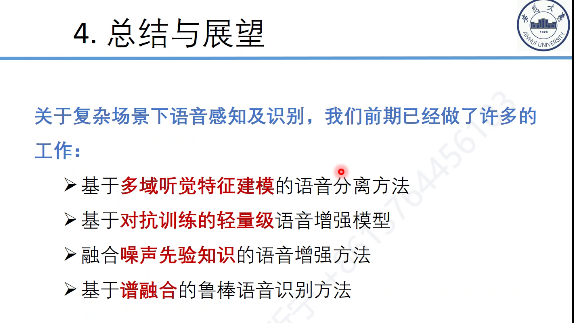 4. 总结与展望
ANHUI UNIVERSITY
关于复杂场景下语音感知及识别，我们前期已经做了许多的
工作：
➢基于多域听觉特征建模的语音分离方法
➢基于对抗训练的轻量级语音增强模型
➢融合噪声先验知识的语音增强方法
➢基于谱融合的鲁棒语音识别方法